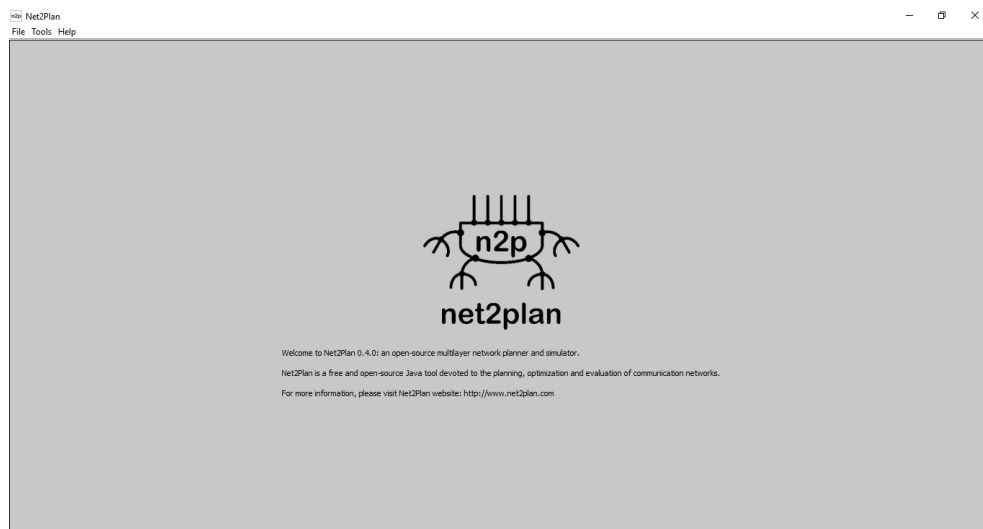 n2p Net2Plan
File Tools Help
n2p
net2plan
Welcome to Net2Plan 0.4.0: an open-source multilayer network planner and simulator.
Net2Plan is a free and open-source Java tool devoted to the planning, optimization and evaluation of communication networks.
For more information, please visit Net2Plan website: http://www.net2plan.com